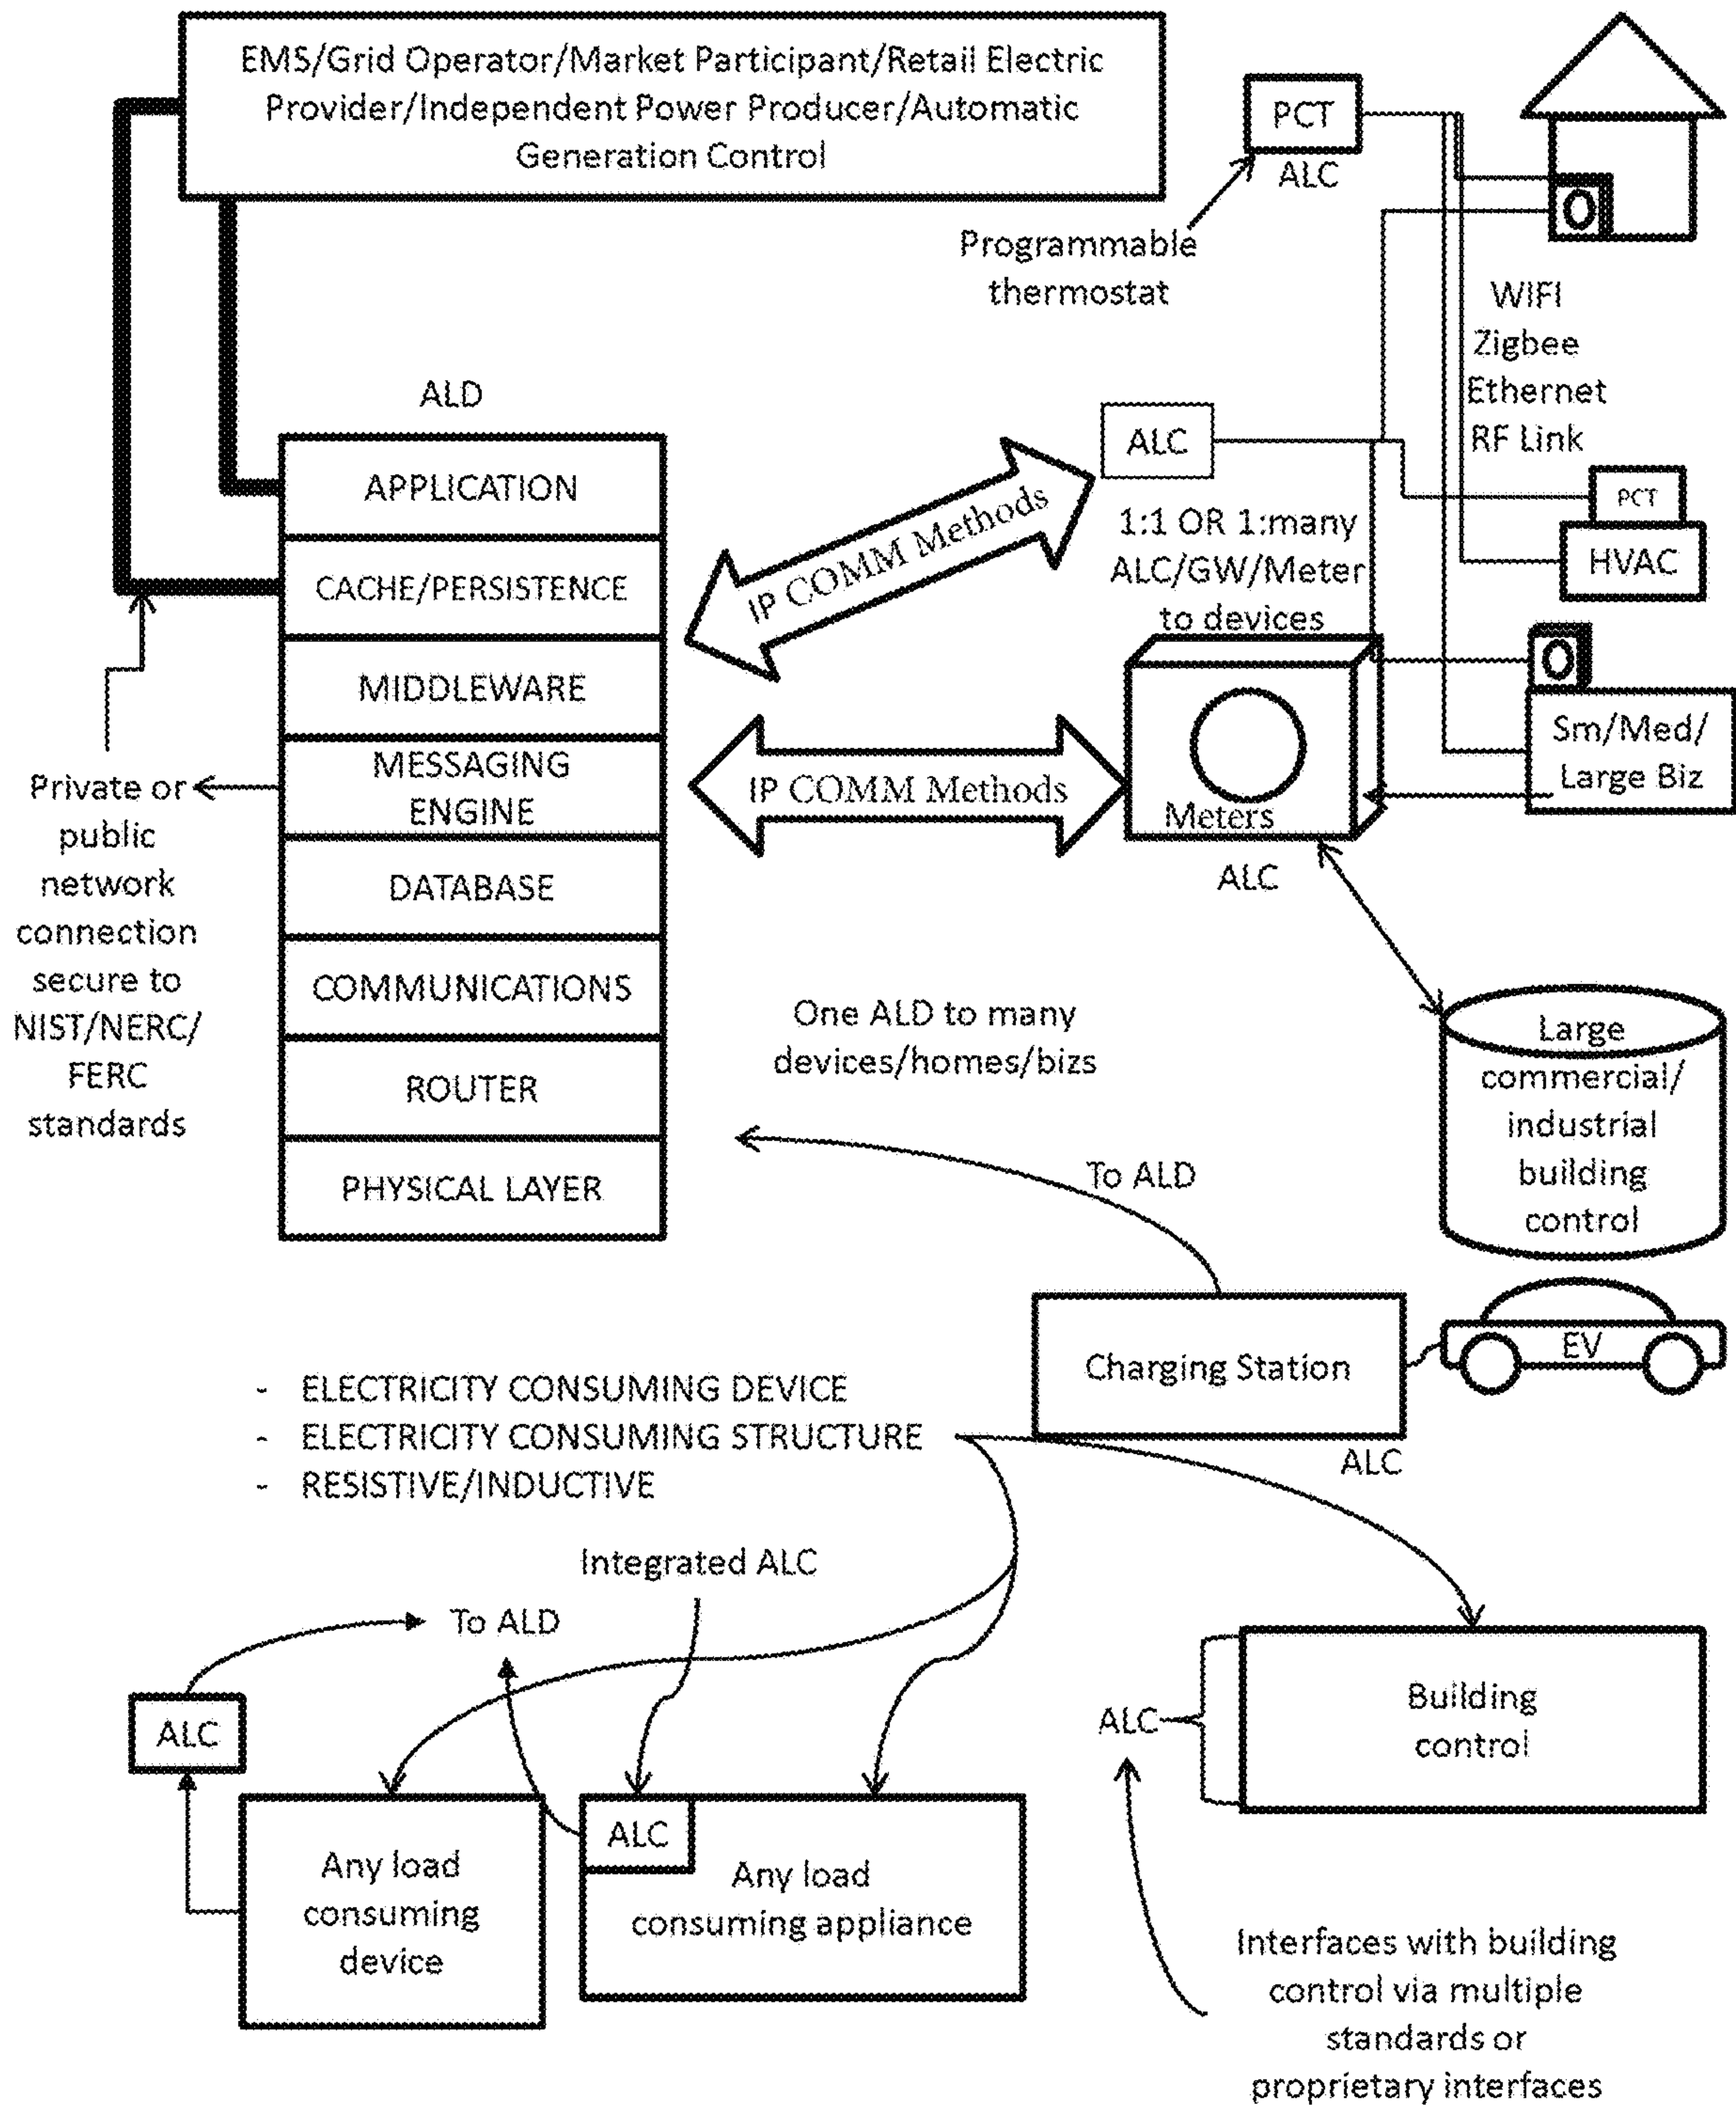 EMS/Grid Operator/Market Participant/Retail Electric
Provider/Independent Power Producer/Automatic
Generation Control
PCT
ALC
Programmable
thermostat
WIFI
Zigbee
Ethernet
RF Link
ALD
APPLICATION
CACHE/PERSISTENCE
MIDDLEWARE
MESSAGING
ENGINE
DATABASE
COMMUNICATIONS
ROUTER
PHYSICAL LAYER
Private or
public
network
connection
secure to
NIST/NERC/
FERC
standards
IP COMM Methods
IP COMM Methods
ALC
1:1 OR 1:many
ALC/GW/Meter
to devices
Meters
ALC
PCT
HVAC
Sm/Med/
Large Biz
Large
commercial/
industrial
building
control
One ALD to many
devices/homes/bizs
To ALD
Charging Station
ALC
EV
- ELECTRICITY CONSUMING DEVICE
- ELECTRICITY CONSUMING STRUCTURE
- RESISTIVE/INDUCTIVE
Integrated ALC
To ALD
ALC
Any load
consuming
device
ALC
Any load
consuming appliance
ALC
Building
control
Interfaces with building
control via multiple
standards or
proprietary interfaces